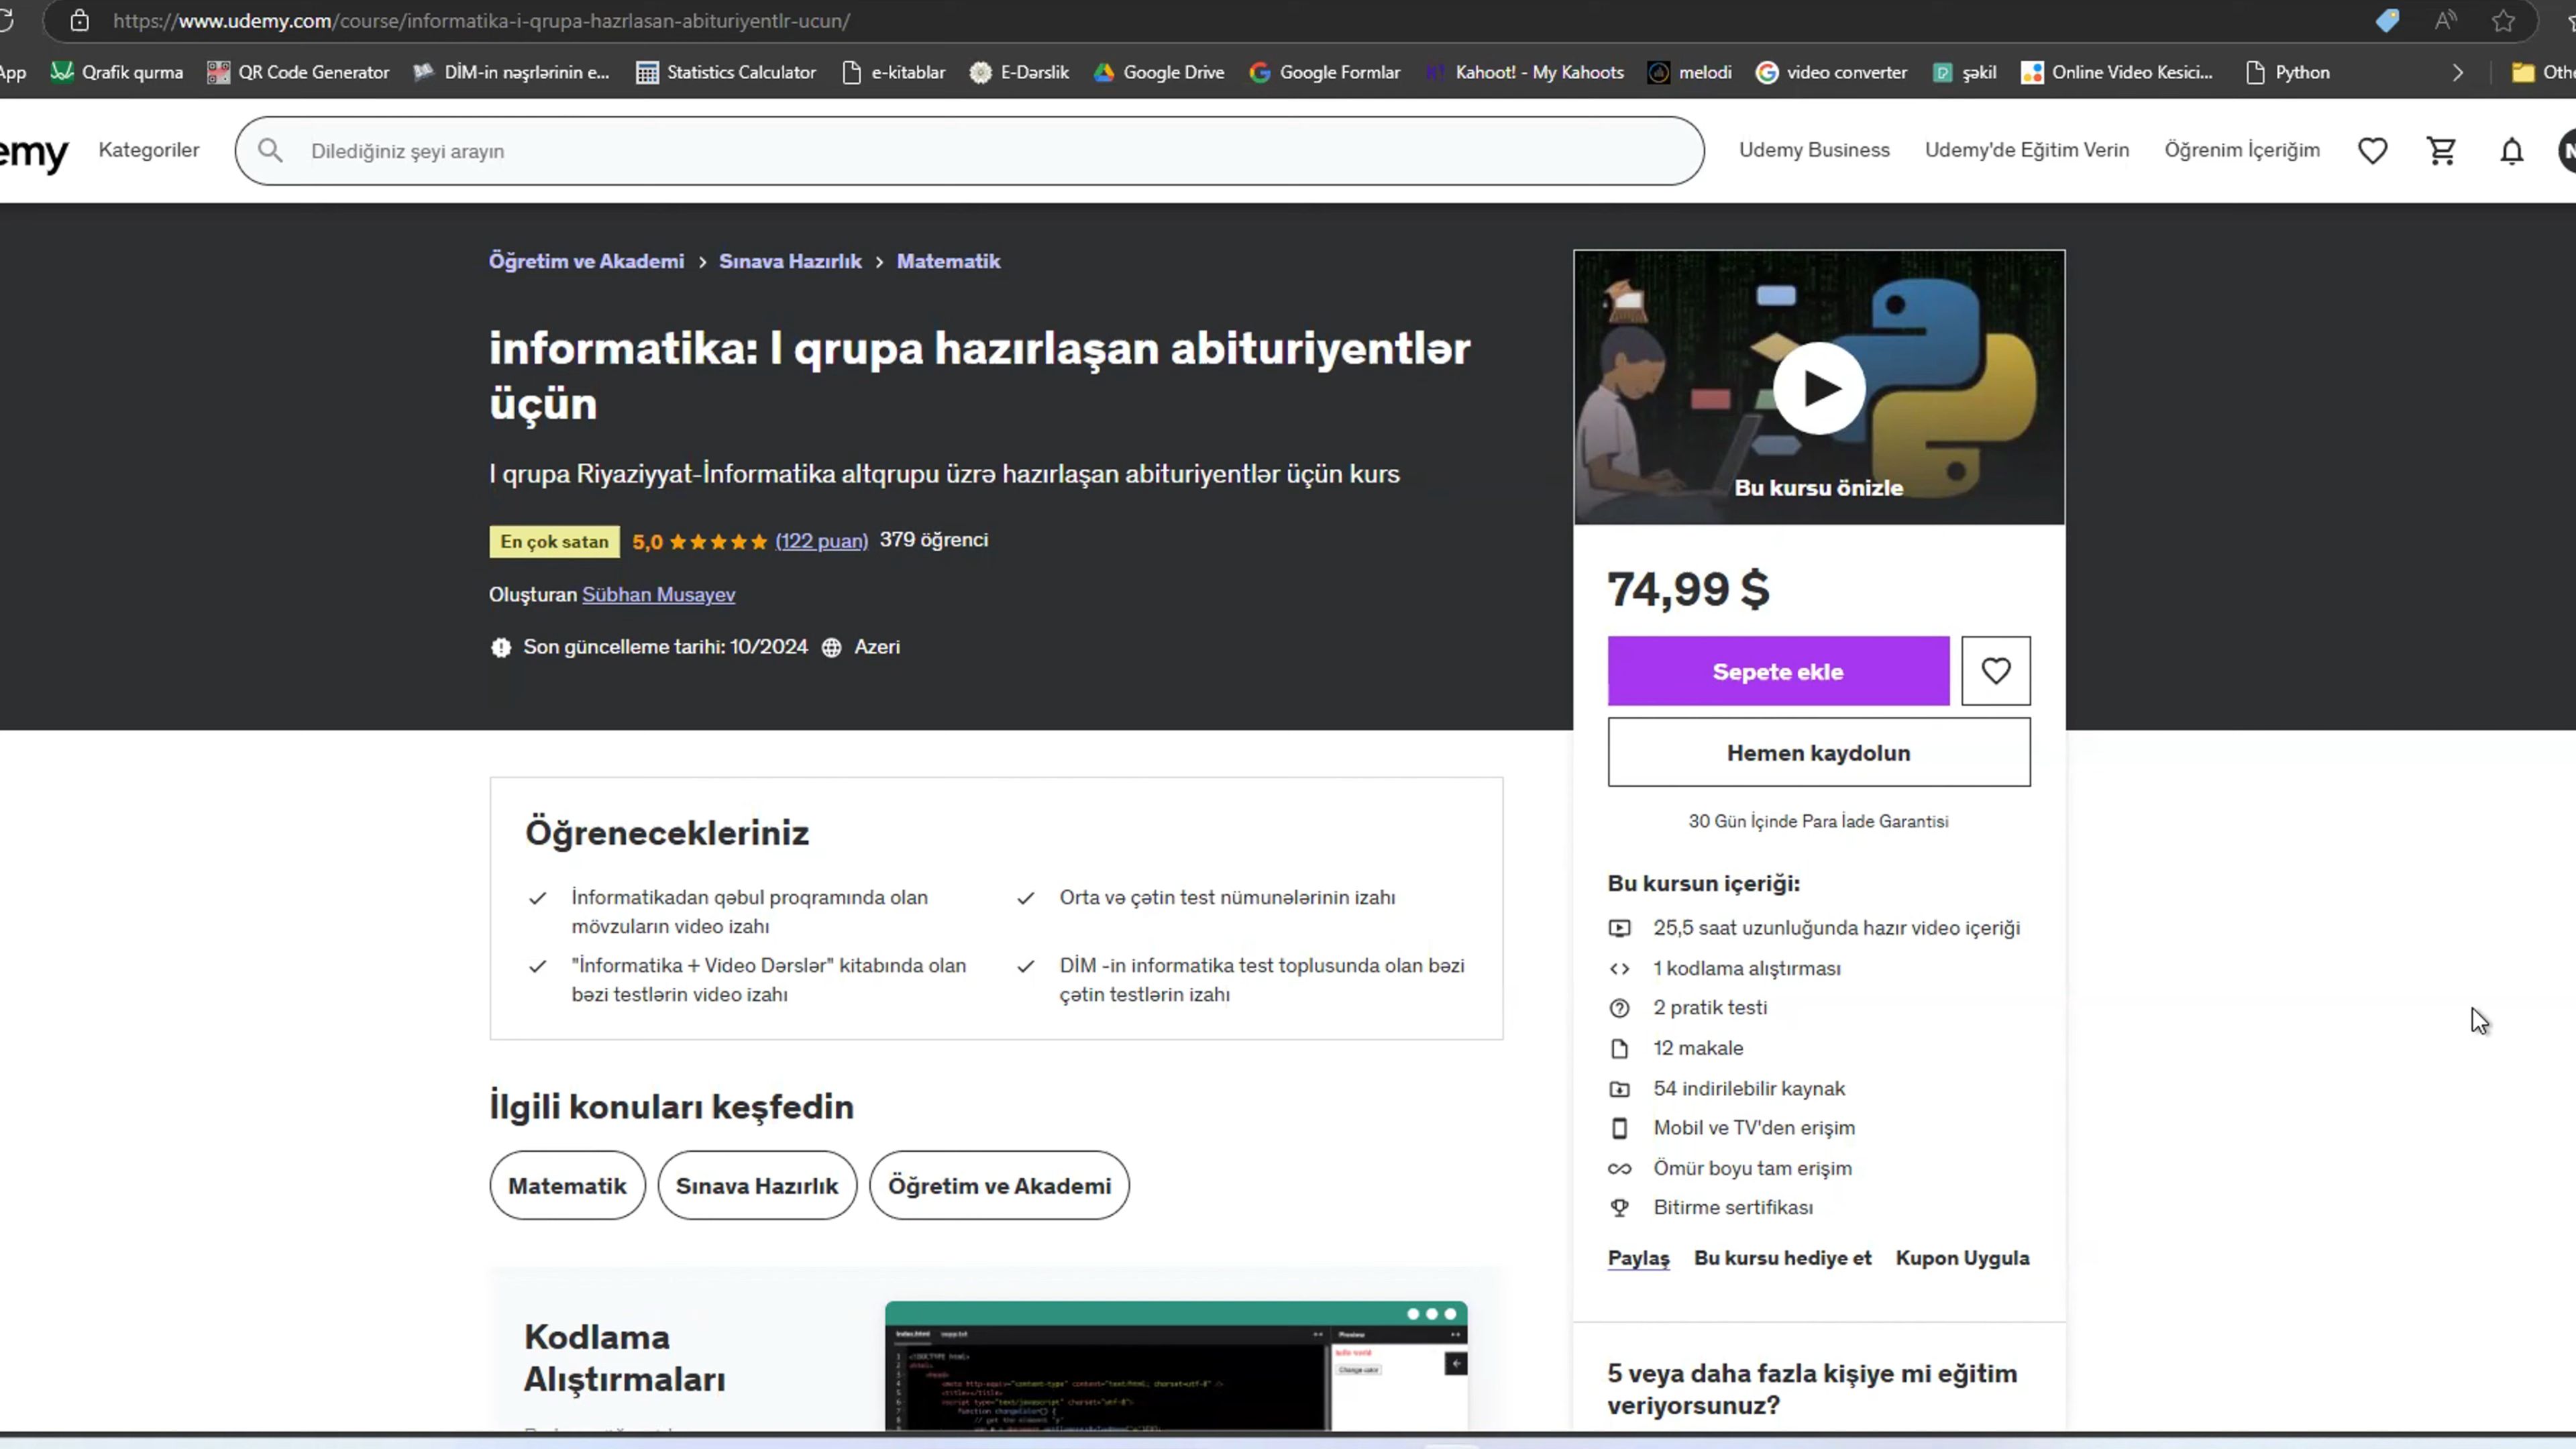 https://www.udemy.com/course/informatika-i-qrupa-hazrlasan-abituriyentlr-ucun/
App Qrafik qurma QR Code Generator DİM-in nəşrlərinin e... Statistics Calculator e-kitablar E-Dərslik Google Drive Google Formlar Kahoot! - My Kahoots melodi video converter şəkil Online Video Kesici... Python
Kategoriler Dilediğiniz şeyi arayın Udemy Business Udemy'de Eğitim Verin Öğrenim İçeriğim
Öğretim ve Akademi > Sınava Hazırlık > Matematik
informatika: I qrupa hazırlaşan abituriyentlər
üçün
I qrupa Riyaziyyat-İnformatika altqrupu üzrə hazırlaşan abituriyentlər üçün kurs
En çok satan 5,0 (122 puan) 379 öğrenci
Oluşturan Sübhan Musayev
Son güncelleme tarihi: 10/2024 Azeri
Bu kursu önizle
74,99 $
Sepete ekle
Hemen kaydolun
30 Gün İçinde Para İade Garantisi
Bu kursun içeriği:
25,5 saat uzunluğunda hazır video içeriği
1 kodlama alıştırması
2 pratik testi
12 makale
54 indirilebilir kaynak
Mobil ve TV'den erişim
Ömür boyu tam erişim
Bitirme sertifikası
Paylaş Bu kursu hediye et Kupon Uygula
5 veya daha fazla kişiye mi eğitim
veriyorsunuz?
Öğrenecekleriniz
İnformatikadan qəbul proqramında olan
mövzuların video izahı
Orta və çətin test nümunələrinin izahı
"İnformatika + Video Dərslər" kitabında olan
bəzi testlərin video izahı
DİM -in informatika test toplusunda olan bəzi
çətin testlərin izahı
İlgili konuları keşfedin
Matematik Sınava Hazırlık Öğretim ve Akademi
Kodlama
Alıştırmaları